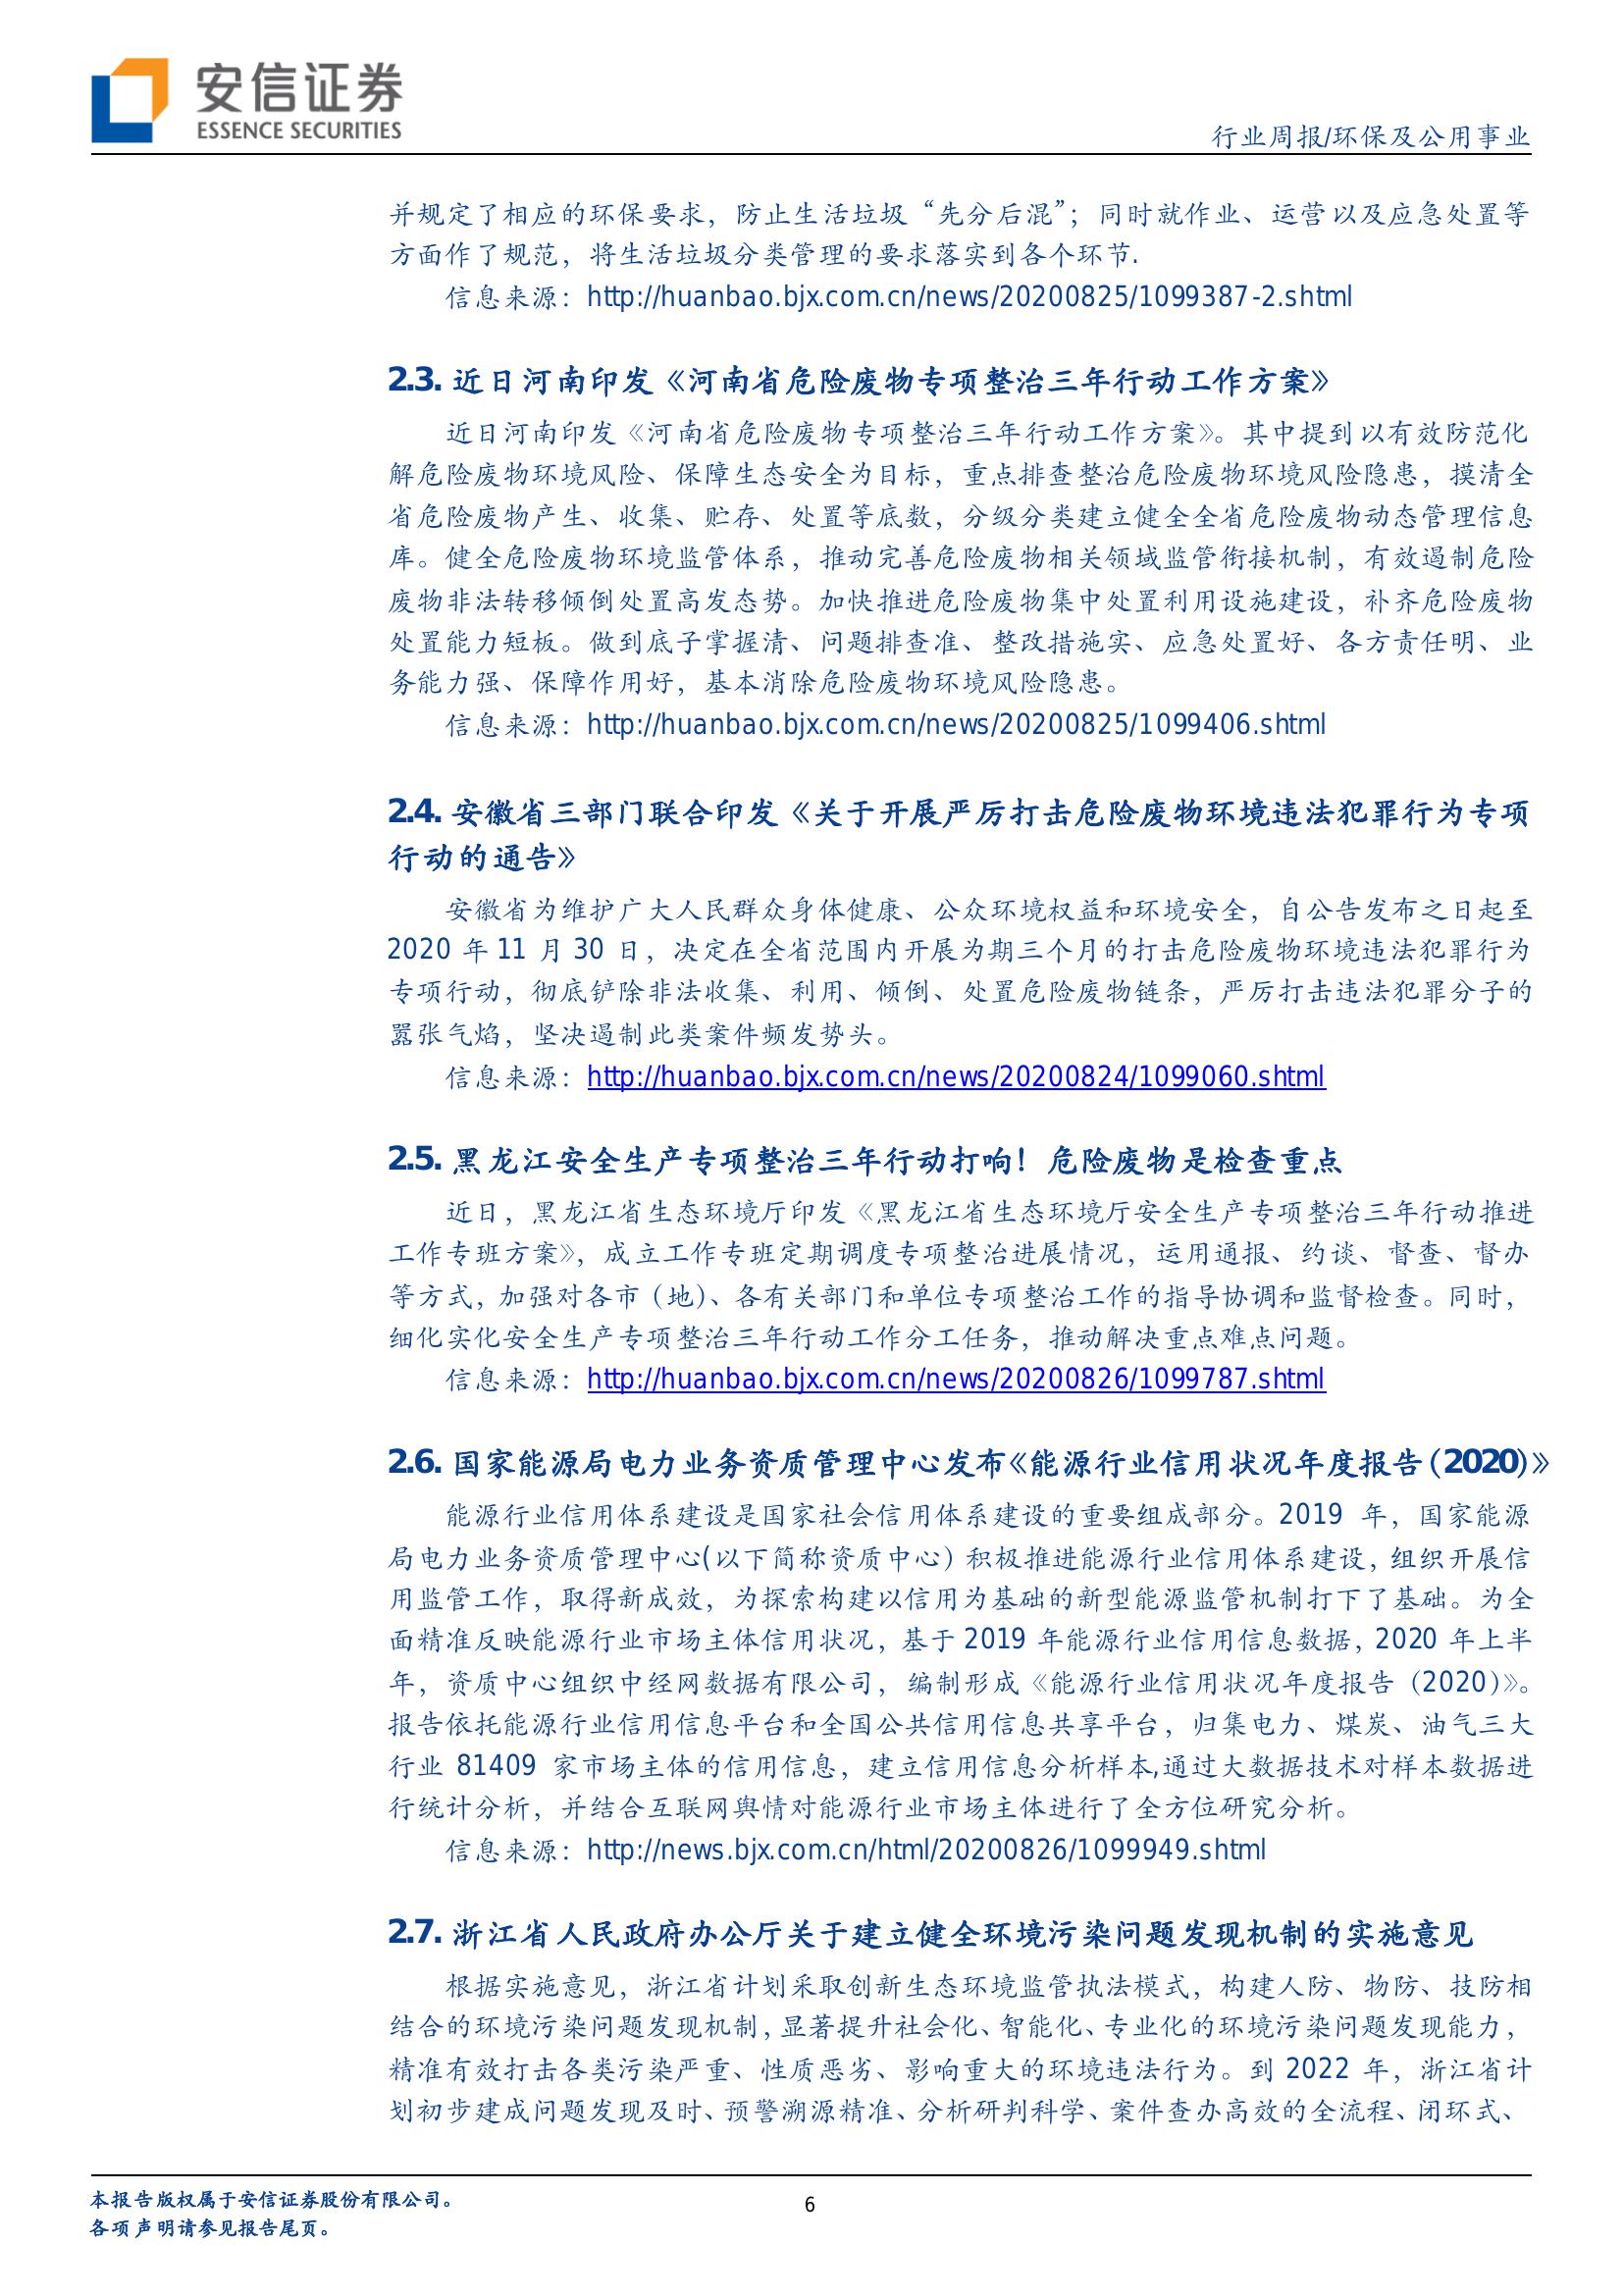 安信证券
ESSENCE SECURITIES
行业周报/环保及公用事业
并规定了相应的环保要求，防止生活垃圾“先分后混”；同时就作业、运营以及应急处置等
方面作了规范，将生活垃圾分类管理的要求落实到各个环节.
信息来源：http://huanbao.bjx.com.cn/news/20200825/1099387-2.shtml
2.3. 近日河南印发《河南省危险废物专项整治三年行动工作方案》
近日河南印发《河南省危险废物专项整治三年行动工作方案》。其中提到以有效防范化
解危险废物环境风险、保障生态安全为目标，重点排查整治危险废物环境风险隐患，摸清全
省危险废物产生、收集、贮存、处置等底数，分级分类建立健全全省危险废物动态管理信息
库。健全危险废物环境监管体系，推动完善危险废物相关领域监管衔接机制，有效遏制危险
废物非法转移倾倒处置高发态势。加快推进危险废物集中处置利用设施建设，补齐危险废物
处置能力短板。做到底子掌握清、问题排查准、整改措施实、应急处置好、各方责任明、业
务能力强、保障作用好，基本消除危险废物环境风险隐患。
信息来源：http://huanbao.bjx.com.cn/news/20200825/1099406.shtml
2.4. 安徽省三部门联合印发《关于开展严厉打击危险废物环境违法犯罪行为专项
行动的通告》
安徽省为维护广大人民群众身体健康、公众环境权益和环境安全，自公告发布之日起至
2020 年 11 月 30 日，决定在全省范围内开展为期三个月的打击危险废物环境违法犯罪行为
专项行动，彻底铲除非法收集、利用、倾倒、处置危险废物链条，严厉打击违法犯罪分子的
嚣张气焰，坚决遏制此类案件频发势头。
信息来源：http://huanbao.bjx.com.cn/news/20200824/1099060.shtml
2.5. 黑龙江安全生产专项整治三年行动打响！危险废物是检查重点
近日，黑龙江省生态环境厅印发《黑龙江省生态环境厅安全生产专项整治三年行动推进
工作专班方案》，成立工作专班定期调度专项整治进展情况，运用通报、约谈、督查、督办
等方式，加强对各市（地）、各有关部门和单位专项整治工作的指导协调和监督检查。同时，
细化实化安全生产专项整治三年行动工作分工任务，推动解决重点难点问题。
信息来源：http://huanbao.bjx.com.cn/news/20200826/1099787.shtml
2.6. 国家能源局电力业务资质管理中心发布《能源行业信用状况年度报告（2020）》
能源行业信用体系建设是国家社会信用体系建设的重要组成部分。2019 年，国家能源
局电力业务资质管理中心(以下简称资质中心）积极推进能源行业信用体系建设，组织开展信
用监管工作，取得新成效，为探索构建以信用为基础的新型能源监管机制打下了基础。为全
面精准反映能源行业市场主体信用状况，基于 2019 年能源行业信用信息数据，2020 年上半
年，资质中心组织中经网数据有限公司，编制形成《能源行业信用状况年度报告（2020）》。
报告依托能源行业信用信息平台和全国公共信用信息共享平台，归集电力、煤炭、油气三大
行业 81409 家市场主体的信用信息，建立信用信息分析样本,通过大数据技术对样本数据进
行统计分析，并结合互联网舆情对能源行业市场主体进行了全方位研究分析。
信息来源：http://news.bjx.com.cn/html/20200826/1099949.shtml
2.7. 浙江省人民政府办公厅关于建立健全环境污染问题发现机制的实施意见
根据实施意见，浙江省计划采取创新生态环境监管执法模式，构建人防、物防、技防相
结合的环境污染问题发现机制，显著提升社会化、智能化、专业化的环境污染问题发现能力，
精准有效打击各类污染严重、性质恶劣、影响重大的环境违法行为。到 2022 年，浙江省计
划初步建成问题发现及时、预警溯源精准、分析研判科学、案件查办高效的全流程、闭环式、
本报告版权属于安信证券股份有限公司。
各项声明请参见报告尾页。
6